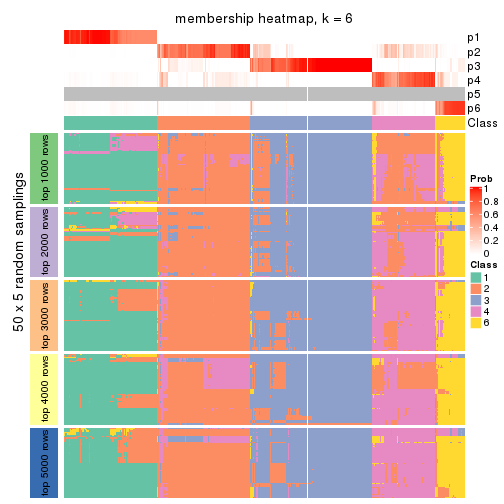 membership heatmap, k = 6
p1
p2
p3
p4
p5
p6
Class
50 x 5 random samplings
top 1000 rows
top 2000 rows
top 3000 rows
top 4000 rows
top 5000 rows
Prob
1
0.8
0.6
0.4
0.2
0
Class
1
2
3
4
6